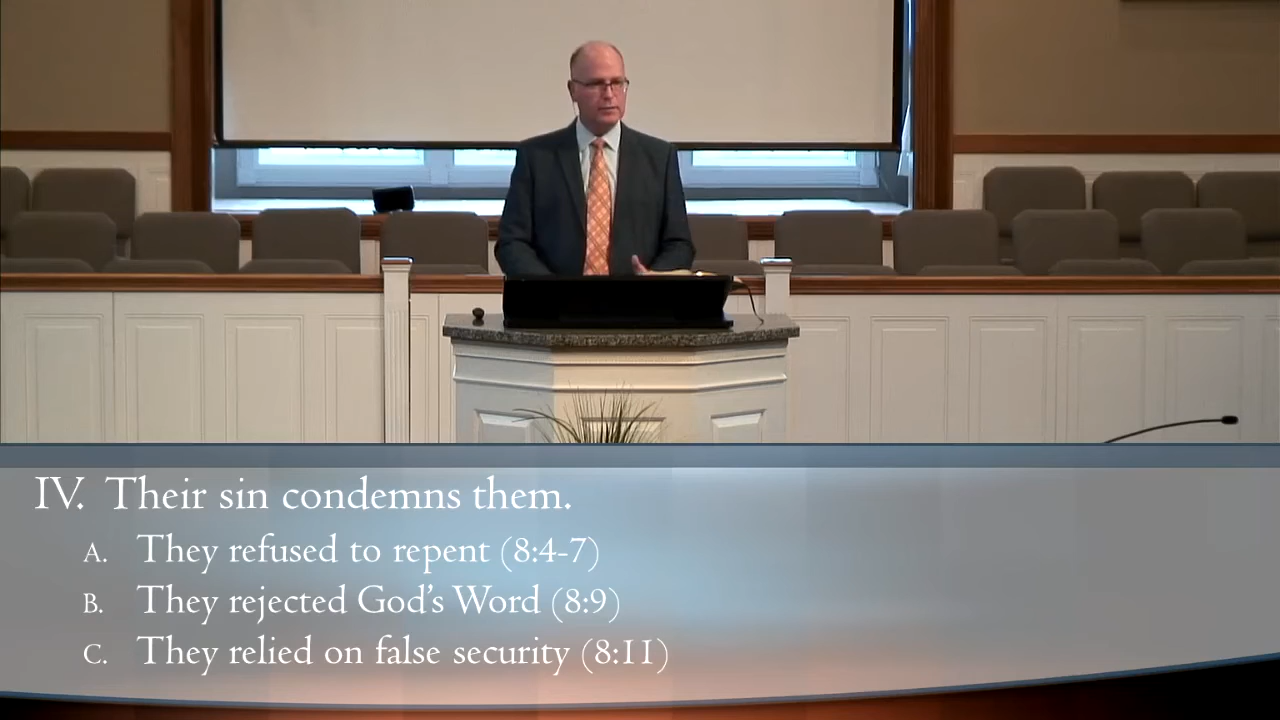 IV. Their sin condemns them.
A. They refused to repent (8:4-7)
B. They rejected God's Word (8:9)
C. They relied on false security (8:11)